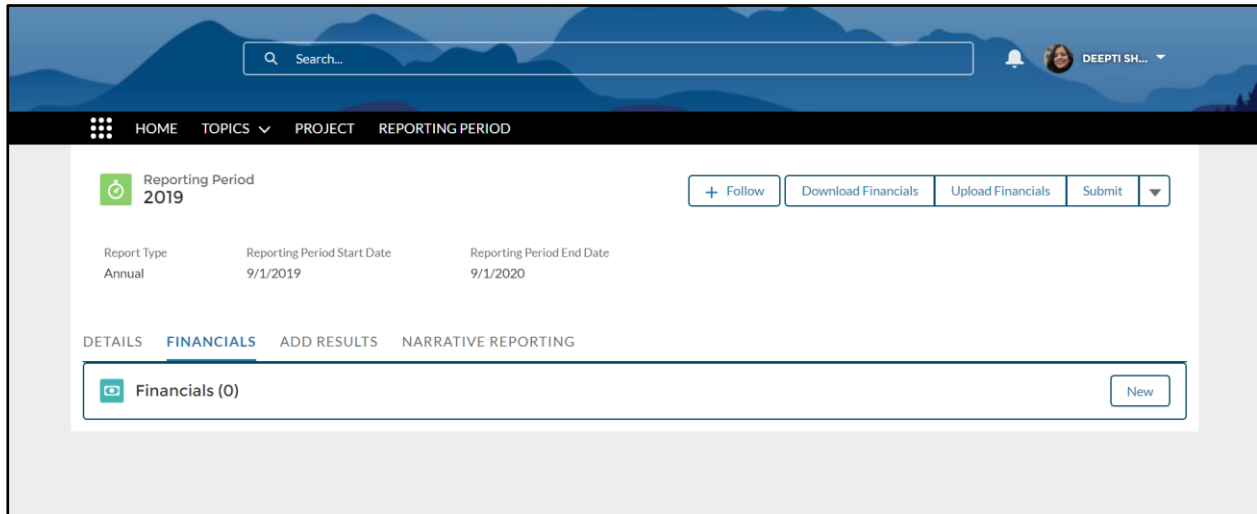 Search...
DEEPTI SH...
HOME TOPICS PROJECT REPORTING PERIOD
Reporting Period
2019
+ Follow Download Financials Upload Financials Submit
Report Type Reporting Period Start Date Reporting Period End Date
Annual 9/1/2019 9/1/2020
DETAILS FINANCIALS ADD RESULTS NARRATIVE REPORTING
Financials (0) New